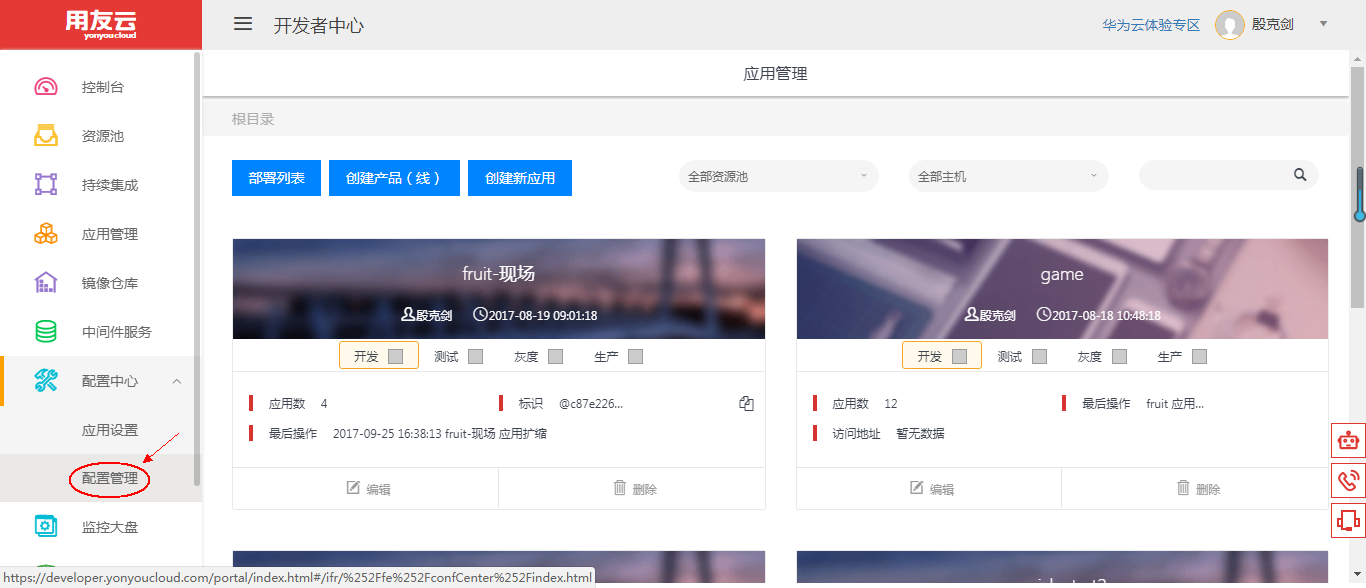 用友云
yonyoucloud
开发者中心
华为云体验专区
殷克剑
控制台
资源池
持续集成
应用管理
镜像仓库
中间件服务
配置中心
应用设置
配置管理
监控大盘
应用管理
根目录
部署列表
创建产品（线）
创建新应用
全部资源池
全部主机
fruit-现场
殷克剑 2017-08-19 09:01:18
开发 测试 灰度 生产
应用数 4
标识 @c87e226...
最后操作 2017-09-25 16:38:13 fruit-现场 应用扩缩
编辑 删除
game
殷克剑 2017-08-18 10:48:18
开发 测试 灰度 生产
应用数 12
最后操作 fruit 应用...
访问地址 暂无数据
编辑 删除
https://developer.yonyoucloud.com/portal/index.html#/ifr/%252Ffe%252FconfCenter%252Findex.html